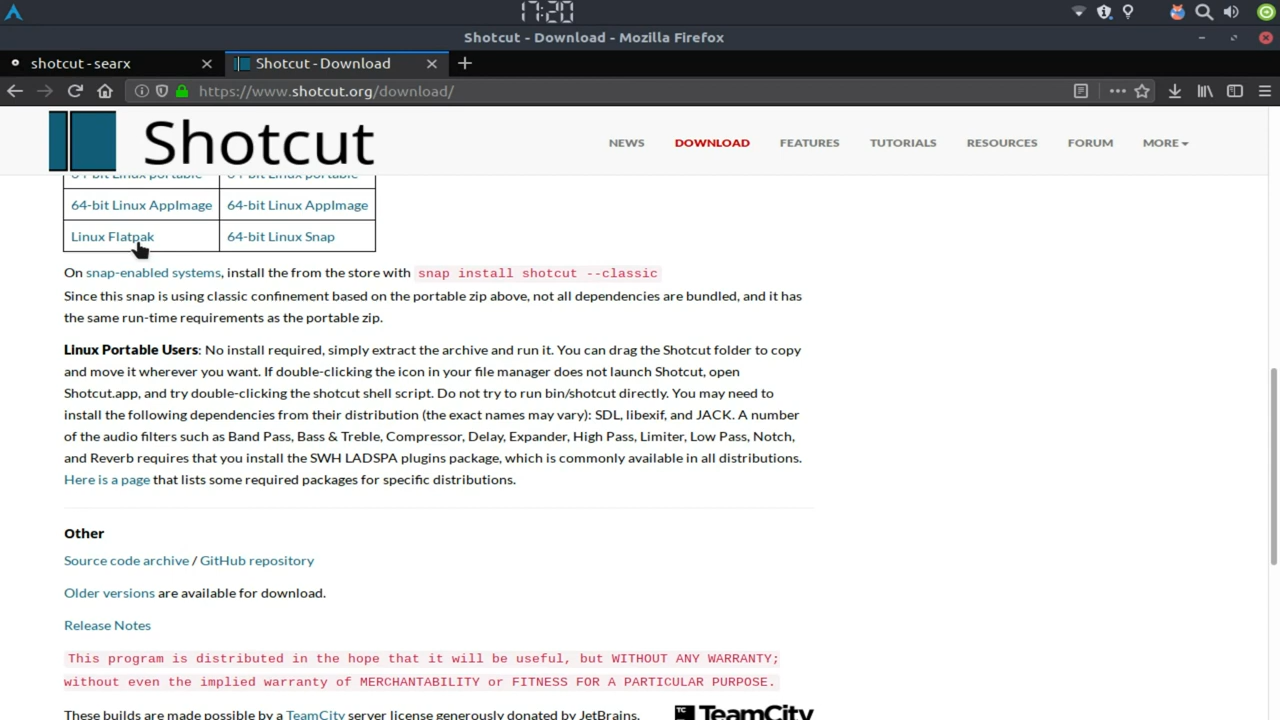 17:20
Shotcut - Download - Mozilla Firefox
shotcut - searx
Shotcut - Download
https://www.shotcut.org/download/
Shotcut
NEWS DOWNLOAD FEATURES TUTORIALS RESOURCES FORUM MORE
64-bit Linux portable 64-bit Linux portable
64-bit Linux AppImage 64-bit Linux AppImage
Linux Flatpak 64-bit Linux Snap
On snap-enabled systems, install the from the store with snap install shotcut --classic
Since this snap is using classic confinement based on the portable zip above, not all dependencies are bundled, and it has
the same run-time requirements as the portable zip.
Linux Portable Users: No install required, simply extract the archive and run it. You can drag the Shotcut folder to copy
and move it wherever you want. If double-clicking the icon in your file manager does not launch Shotcut, open
Shotcut.app, and try double-clicking the shotcut shell script. Do not try to run bin/shotcut directly. You may need to
install the following dependencies from their distribution (the exact names may vary): SDL, libexif, and JACK. A number
of the audio filters such as Band Pass, Bass & Treble, Compressor, Delay, Expander, High Pass, Limiter, Low Pass, Notch,
and Reverb requires that you install the SWH LADSPA plugins package, which is commonly available in all distributions.
Here is a page that lists some required packages for specific distributions.
Other
Source code archive / GitHub repository
Older versions are available for download.
Release Notes
This program is distributed in the hope that it will be useful, but WITHOUT ANY WARRANTY;
without even the implied warranty of MERCHANTABILITY or FITNESS FOR A PARTICULAR PURPOSE.
These builds are made possible by a TeamCity server license generously donated by JetBrains.
TC TeamCity